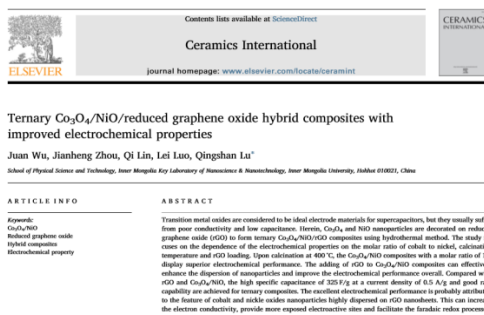 Contents lists available at ScienceDirect
Ceramics International
journal homepage: www.elsevier.com/locate/ceramint
ELSEVIER
CERAMICS
INTERNATIONAL
Ternary Co₃O₄/NiO/reduced graphene oxide hybrid composites with
improved electrochemical properties
Juan Wu, Jianheng Zhou, Qi Lin, Lei Luo, Qingshan Lu*
School of Physical Science and Technology, Inner Mongolia Key Laboratory of Nanoscience & Nanotechnology, Inner Mongolia University, Hohhot 010021, China
ARTICLE INFO
Keywords:
Co₃O₄/NiO
Reduced graphene oxide
Hybrid composites
Electrochemical property
ABSTRACT
Transition metal oxides are considered to be ideal electrode materials for supercapacitors, but they usually suf
from poor conductivity and low capacitance. Herein, Co₃O₄ and NiO nanoparticles are decorated on reduc
graphene oxide (rGO) to form ternary Co₃O₄/NiO/rGO composites using hydrothermal method. The study
cuses on the dependence of the electrochemical properties on the molar ratio of cobalt to nickel, calcinati
temperature and rGO loading. Upon calcination at 400 °C, the Co₃O₄/NiO composites with a molar ratio of 1
display superior electrochemical performance. The adding of rGO to Co₃O₄/NiO composites can effective
enhance the dispersion of nanoparticles and improve the electrochemical performance overall. Compared w
rGO and Co₃O₄/NiO, the high specific capacitance of 325 F/g at a current density of 0.5 A/g and good ra
capability are achieved for ternary composites. The excellent electrochemical performance is probably attribut
to the feature of cobalt and nickle oxides nanoparticles highly dispersed on rGO nanosheets. This can increa
the electron conductivity, provide more exposed electroactive sites and facilitate the faradic redox processe